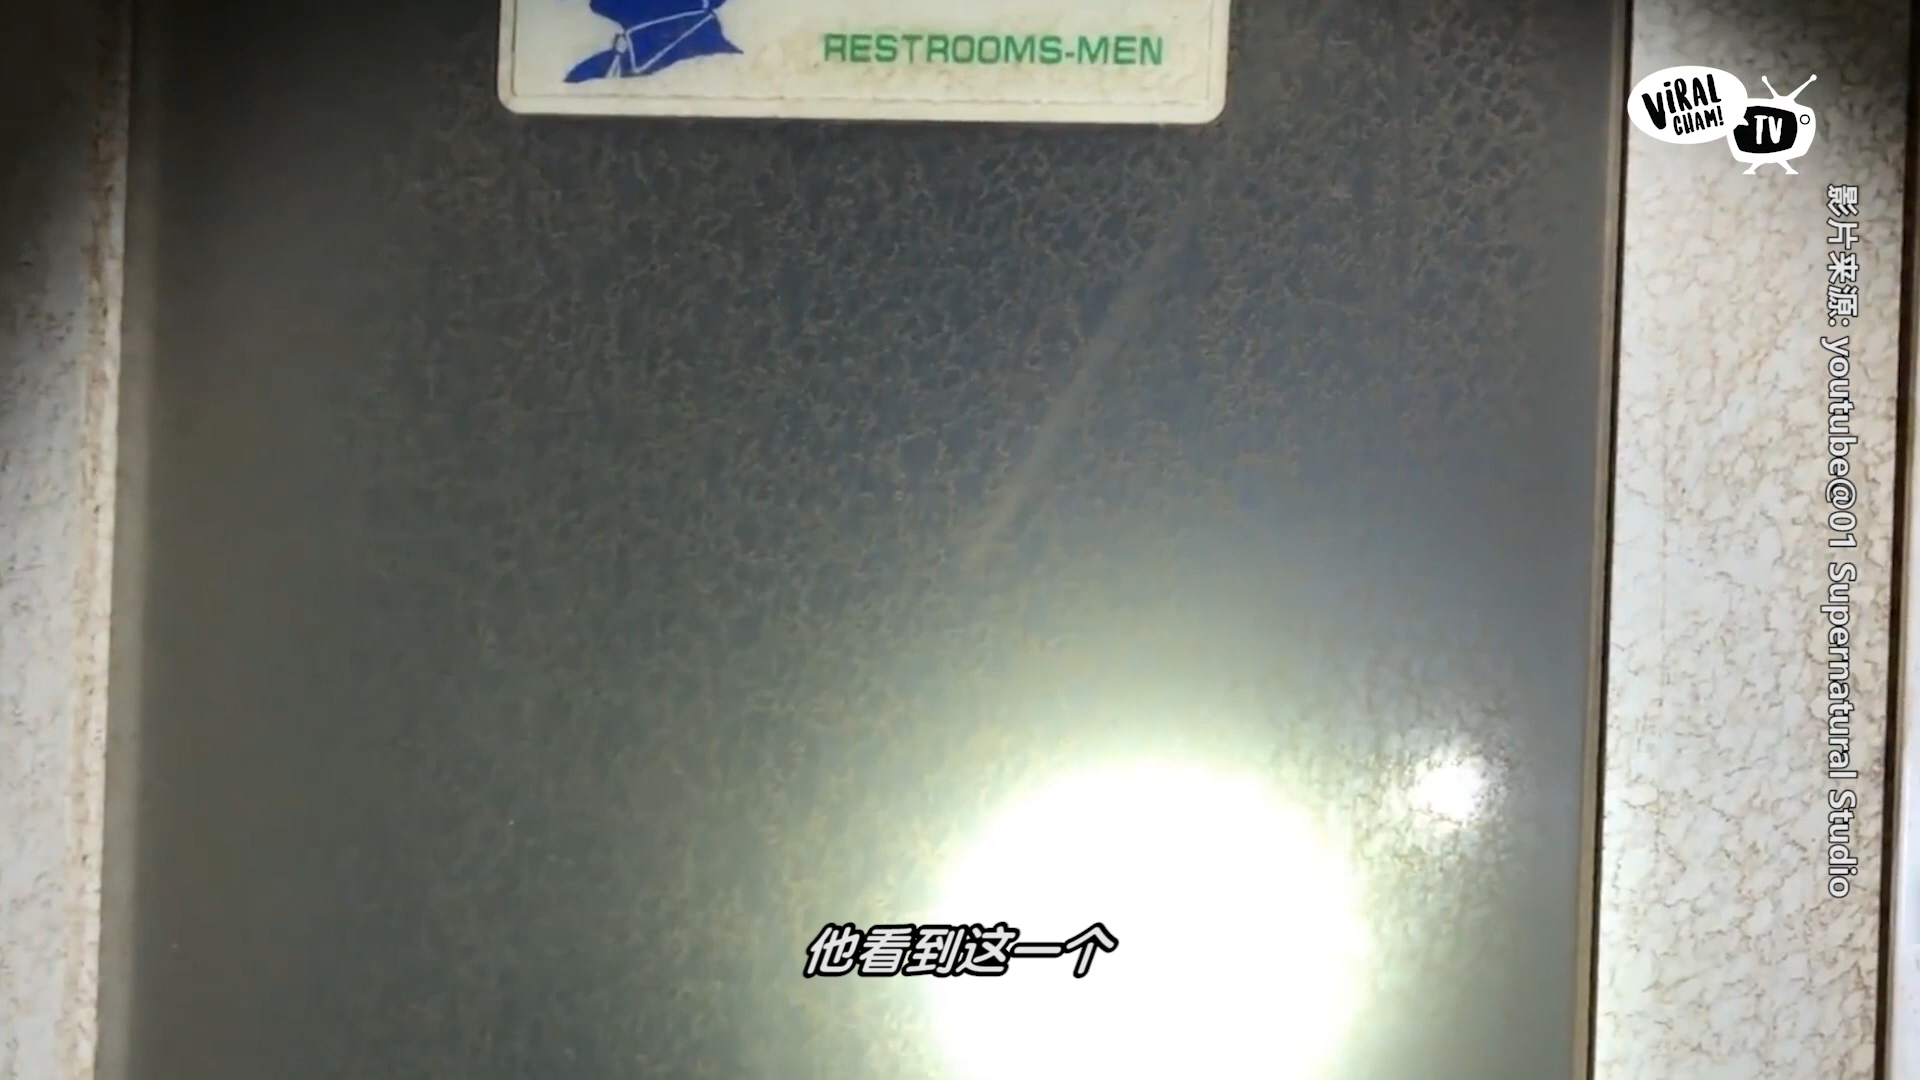 RESTROOMS-MEN
ViRAL
CHAM!
TV
影片来源: youtube@01 Supernatural Studio
他看到这一个